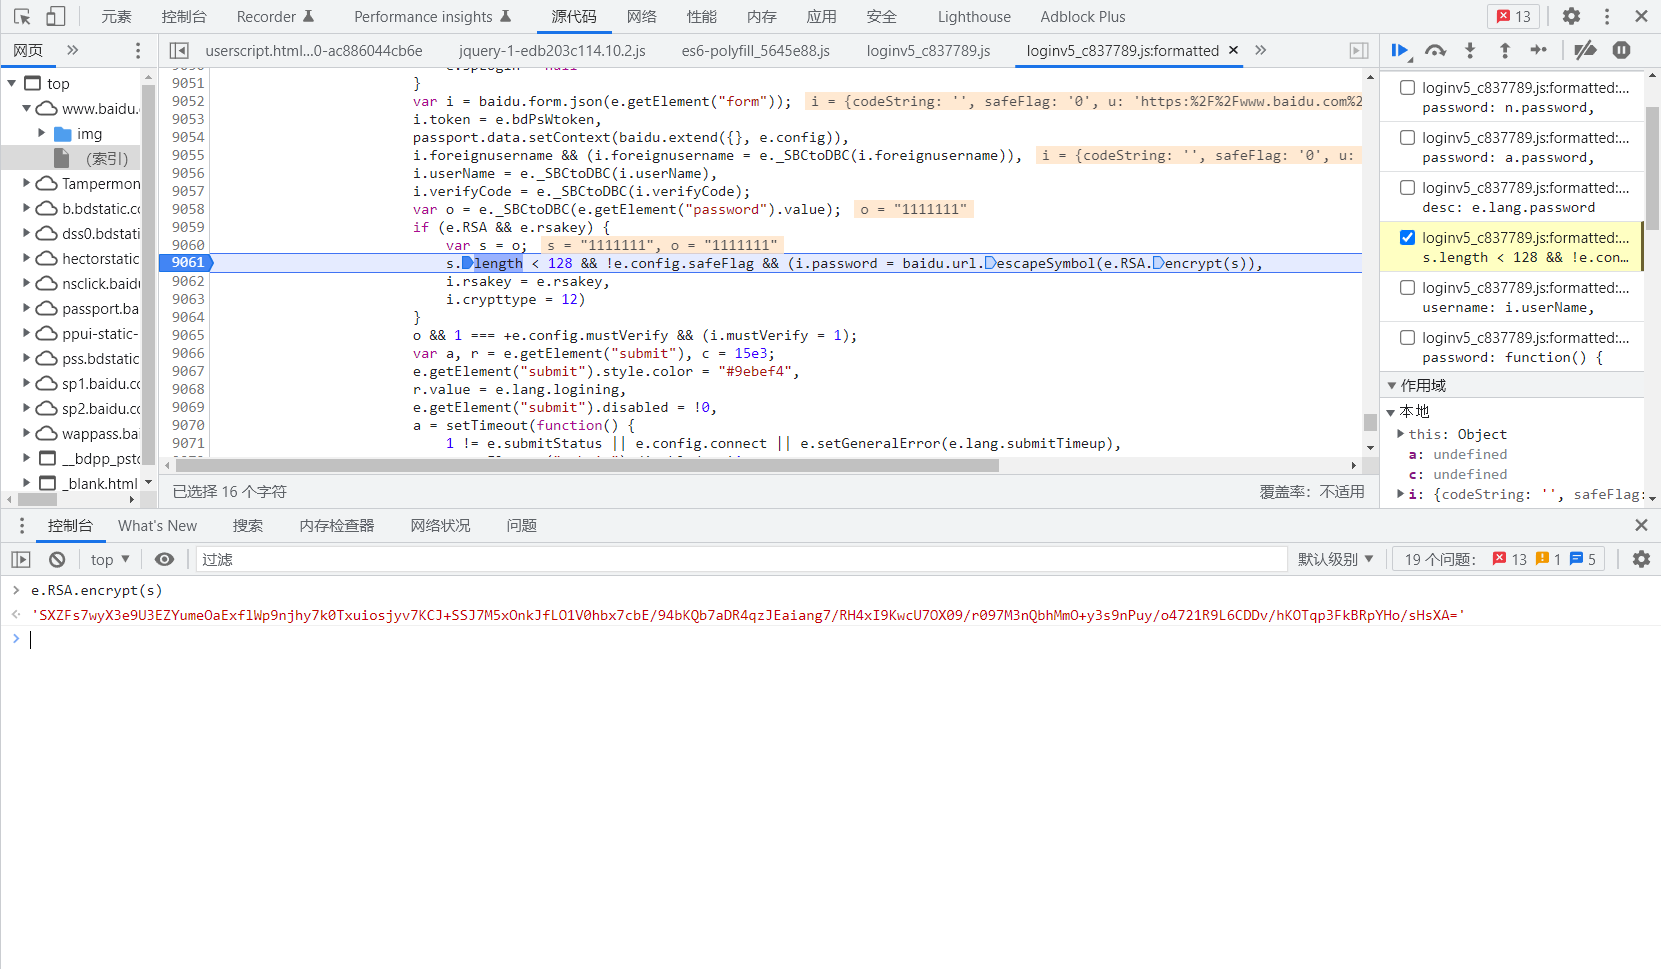 元素 控制台 Recorder Performance insights 源代码 网络 性能 内存 应用 安全 Lighthouse Adblock Plus 13
网页 userscript.html...0-ac886044cb6e jquery-1-edb203c114.10.2.js es6-polyfill_5645e88.js loginv5_c837789.js loginv5_c837789.js:formatted
top
www.baidu.
img
(索引)
Tampermon
b.bdstatic.co
dss0.bdstati
hectorstatic
nsclick.baidu
passport.ba
ppui-static-
pss.bdstatic
sp1.baidu.co
sp2.baidu.co
wappass.bai
__bdpp_psto
_blank.html
9051 }
9052 var i = baidu.form.json(e.getElement("form")); i = {codeString: '', safeFlag: '0', u: 'https:%2F%2Fwww.baidu.com%2
9053 i.token = e.bdPsWtoken,
9054 passport.data.setContext(baidu.extend({}, e.config)),
9055 i.foreignusername && (i.foreignusername = e._SBCtoDBC(i.foreignusername)), i = {codeString: '', safeFlag: '0', u:
9056 i.userName = e._SBCtoDBC(i.userName),
9057 i.verifyCode = e._SBCtoDBC(i.verifyCode);
9058 var o = e._SBCtoDBC(e.getElement("password").value); o = "1111111"
9059 if (e.RSA && e.rsakey) {
9060 var s = o; s = "1111111", o = "1111111"
9061 s.length < 128 && !e.config.safeFlag && (i.password = baidu.url.escapeSymbol(e.RSA.encrypt(s)),
9062 i.rsakey = e.rsakey,
9063 i.crypttype = 12)
9064 }
9065 o && 1 === +e.config.mustVerify && (i.mustVerify = 1);
9066 var a, r = e.getElement("submit"), c = 15e3;
9067 e.getElement("submit").style.color = "#9ebef4",
9068 r.value = e.lang.logining,
9069 e.getElement("submit").disabled = !0,
9070 a = setTimeout(function() {
9071 1 != e.submitStatus || e.config.connect || e.setGeneralError(e.lang.submitTimeup),
已选择 16 个字符 覆盖率：不适用
loginv5_c837789.js:formatted:...
password: n.password,
loginv5_c837789.js:formatted:...
password: a.password,
loginv5_c837789.js:formatted:...
desc: e.lang.password
loginv5_c837789.js:formatted:...
s.length < 128 && !e.con...
loginv5_c837789.js:formatted:...
username: i.userName,
loginv5_c837789.js:formatted:...
password: function() {
作用域
本地
this: Object
a: undefined
c: undefined
i: {codeString: '', safeFlag:
控制台 What's New 搜索 内存检查器 网络状况 问题
top 过滤 默认级别 19 个问题： 13 1 5
e.RSA.encrypt(s)
'SXZFs7wyX3e9U3EZYumeOaExflWp9njhy7k0Txuiosjyv7KCJ+SSJ7M5xOnkJfLO1V0hbx7cbE/94bKQb7aDR4qzJEaiang7/RH4xI9KwcU7OX09/r097M3nQbhMmO+y3s9nPuy/o4721R9L6CDDv/hKOTqp3FkBRpYHo/sHsXA='